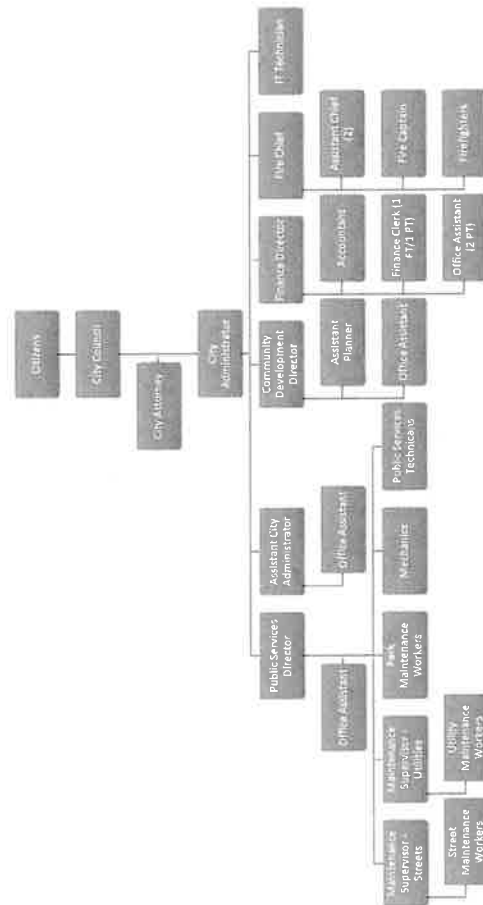 Citizens
City Council
City Attorney
City
Administrator
Public Services
Director
Assistant City
Administrator
Community
Development
Director
Finance Director
Fire Chief
IT Technician
Office Assistant
Office Assistant
Assistant
Planner
Office Assistant
Accountant
Finance Clerk (1
FT/1 PT)
Office Assistant
(2 PT)
Assistant Chief
(2)
Fire Captain
Firefighters
Maintenance
Supervisor -
Streets
Maintenance
Supervisor -
Utilities
Park
Maintenance
Workers
Mechanics
Public Services
Technicans
Street
Maintenance
Workers
Utility
Maintenance
Workers